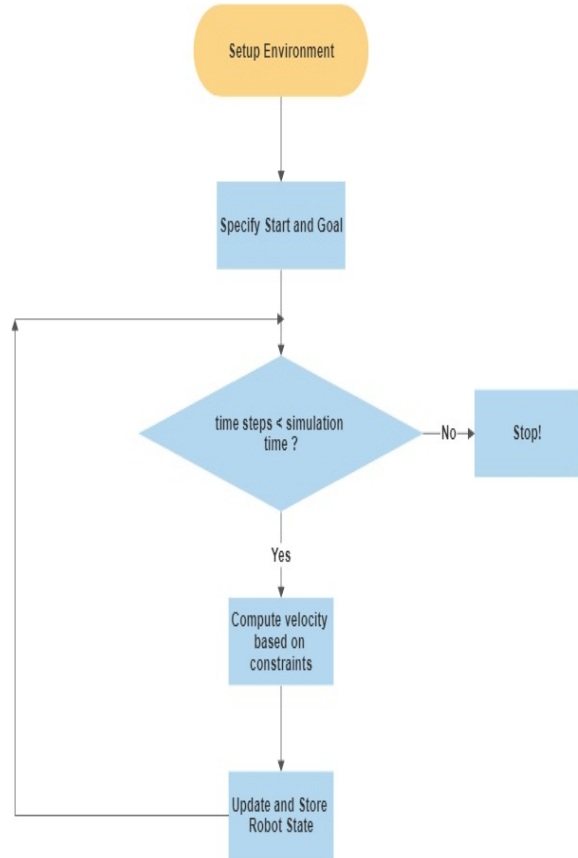 Setup Environment
Specify Start and Goal
time steps < simulation
time ?
No
Stop!
Yes
Compute velocity
based on
constraints
Update and Store
Robot State